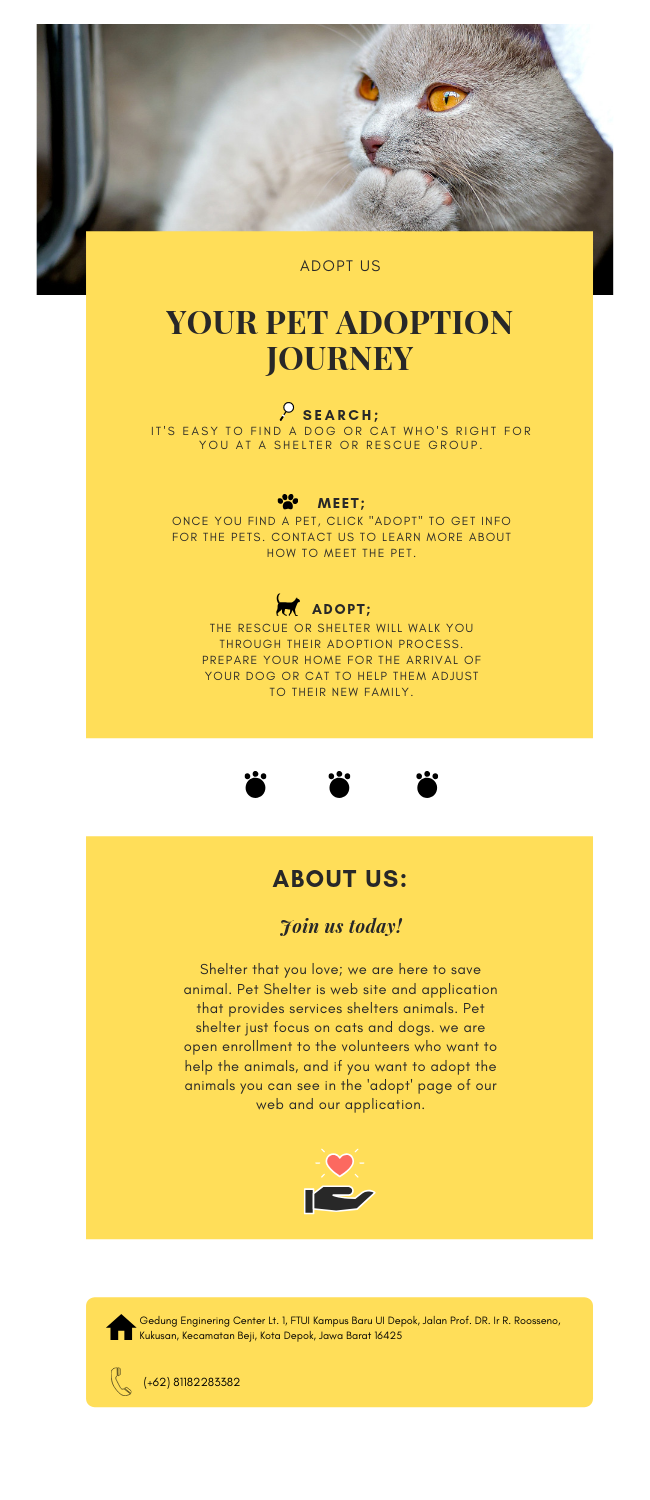 ADOPT US
YOUR PET ADOPTION
JOURNEY
SEARCH;
IT'S EASY TO FIND A DOG OR CAT WHO'S RIGHT FOR
YOU AT A SHELTER OR RESCUE GROUP.
MEET;
ONCE YOU FIND A PET, CLICK "ADOPT" TO GET INFO
FOR THE PETS. CONTACT US TO LEARN MORE ABOUT
HOW TO MEET THE PET.
ADOPT;
THE RESCUE OR SHELTER WILL WALK YOU
THROUGH THEIR ADOPTION PROCESS.
PREPARE YOUR HOME FOR THE ARRIVAL OF
YOUR DOG OR CAT TO HELP THEM ADJUST
TO THEIR NEW FAMILY.
ABOUT US:
Join us today!
Shelter that you love; we are here to save
animal. Pet Shelter is web site and application
that provides services shelters animals. Pet
shelter just focus on cats and dogs. we are
open enrollment to the volunteers who want to
help the animals, and if you want to adopt the
animals you can see in the 'adopt' page of our
web and our application.
Gedung Enginering Center Lt. 1, FTUI Kampus Baru UI Depok, Jalan Prof. DR. Ir R. Roosseno,
Kukusan, Kecamatan Beji, Kota Depok, Jawa Barat 16425
(+62) 81182283382